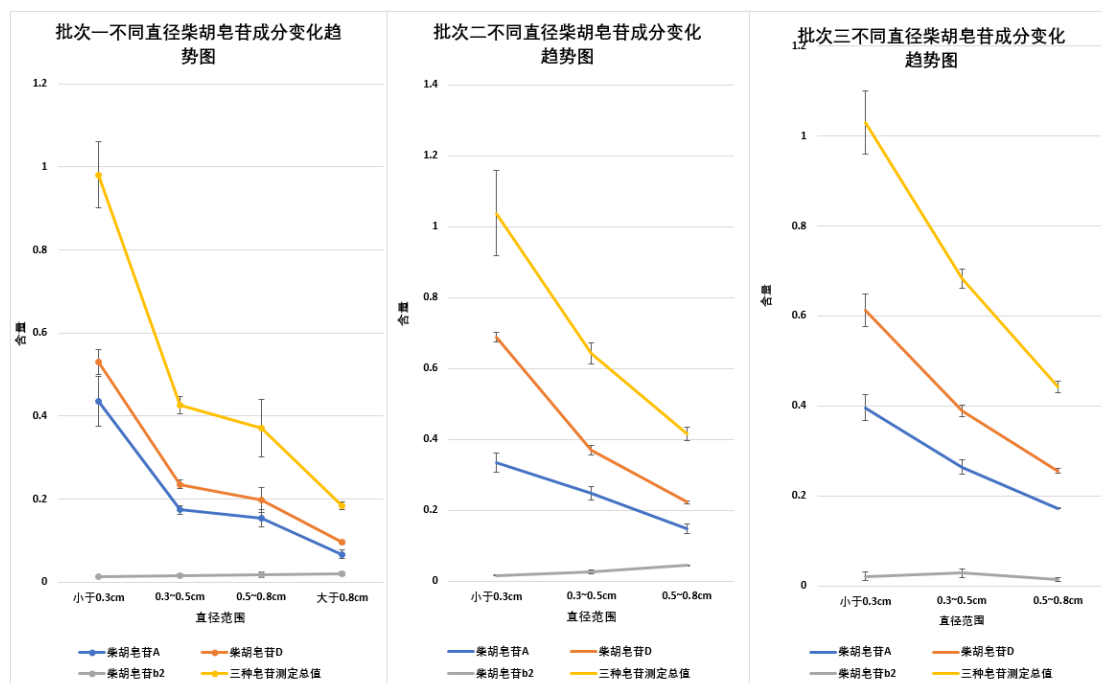 批次一不同直径柴胡皂苷成分变化趋
势图
1.2
1
0.8
0.6
0.4
0.2
0
含量
小于0.3cm
0.3~0.5cm
0.5~0.8cm
大于0.8cm
直径范围
柴胡皂苷A
柴胡皂苷D
柴胡皂苷b2
三种皂苷测定总值
批次二不同直径柴胡皂苷成分变化
趋势图
1.4
1.2
1
0.8
0.6
0.4
0.2
0
含量
小于0.3cm
0.3~0.5cm
0.5~0.8cm
直径范围
柴胡皂苷A
柴胡皂苷D
柴胡皂苷b2
三种皂苷测定总值
批次三不同直径柴胡皂苷成分变化
趋势图
1.2
1
0.8
0.6
0.4
0.2
0
含量
小于0.3cm
0.3~0.5cm
0.5~0.8cm
直径范围
柴胡皂苷A
柴胡皂苷D
柴胡皂苷b2
三种皂苷测定总值